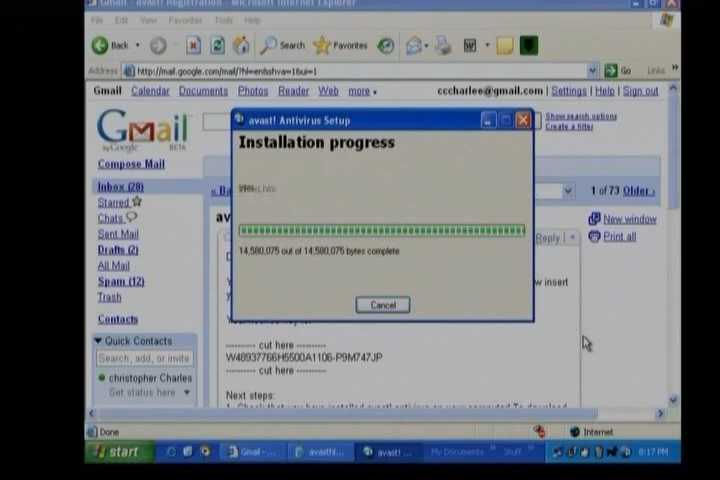 Gmail - avast! Registration - Microsoft Internet Explorer
File Edit View Favorites Tools Help
Back Search Favorites
Address http://mail.google.com/mail/?hl=en&shva=1&ui=1 Go Links
Gmail Calendar Documents Photos Reader Web more cccharlee@gmail.com | Settings | Help | Sign out
Gmail
by Google BETA
Show search options
Create a filter
Compose Mail
Inbox (28)
Starred
Chats
Sent Mail
Drafts (2)
All Mail
Spam (12)
Trash
Contacts
Quick Contacts
Search, add, or invite
christopher Charles
Set status here
« Ba
1 of 73 Older ›
New window
Print all
Reply
av
avast! Antivirus Setup
Installation progress
14,580,075 out of 14,580,075 bytes complete
Cancel
w insert
---------- cut here ----------
W48937766H5500A1106-P9M747JP
---------- cut here ----------
Next steps:
Done Internet
start Gmail - ... avast! ... My Documents Stuff 8:17 PM